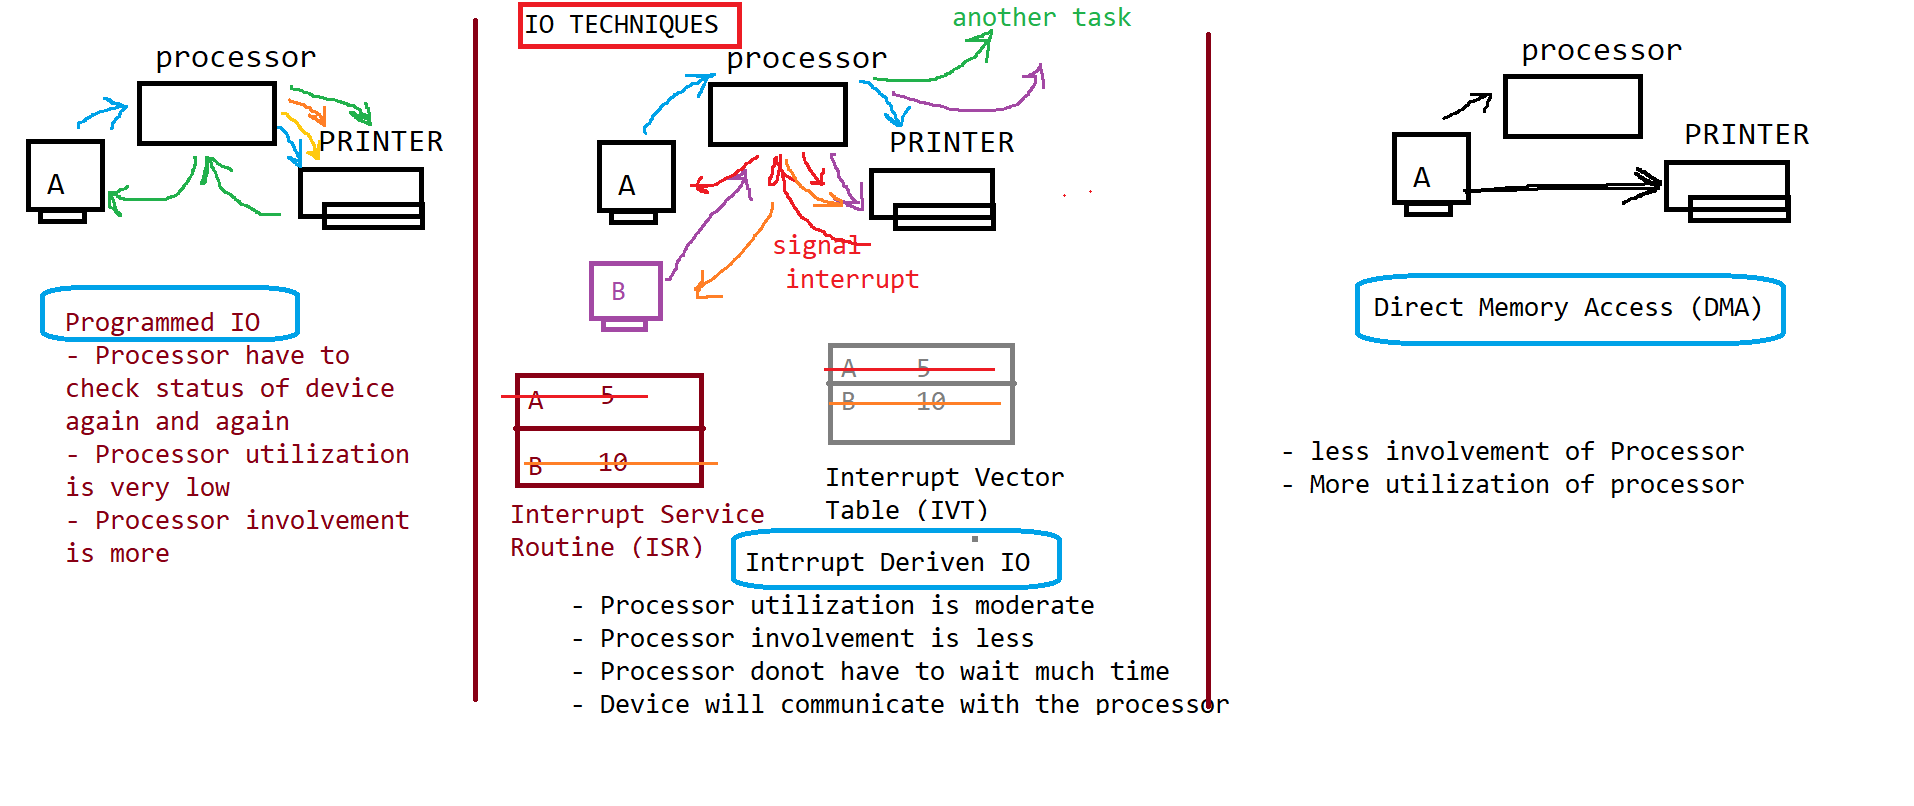 processor
A
PRINTER
Programmed IO
- Processor have to
check status of device
again and again
- Processor utilization
is very low
- Processor involvement
is more
IO TECHNIQUES
another task
processor
PRINTER
A
signal
interrupt
B
A 5
B 10
Interrupt Service
Routine (ISR)
A 5
B 10
Interrupt Vector
Table (IVT)
Intrrupt Deriven IO
- Processor utilization is moderate
- Processor involvement is less
- Processor donot have to wait much time
- Device will communicate with the processor
processor
PRINTER
A
Direct Memory Access (DMA)
- less involvement of Processor
- More utilization of processor